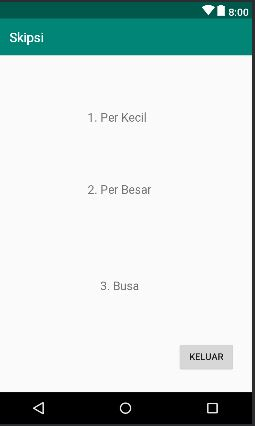 8:00
Skipsi
1. Per Kecil
2. Per Besar
3. Busa
KELUAR